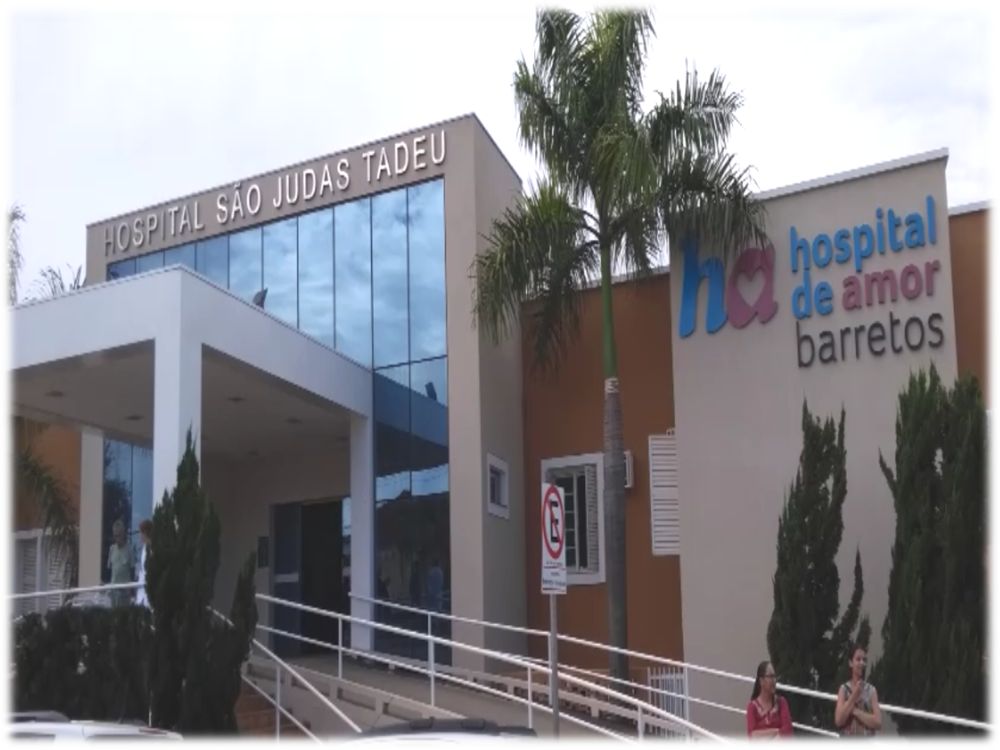 HOSPITAL SÃO JUDAS TADEU
ha
hospital
de amor
barretos
E